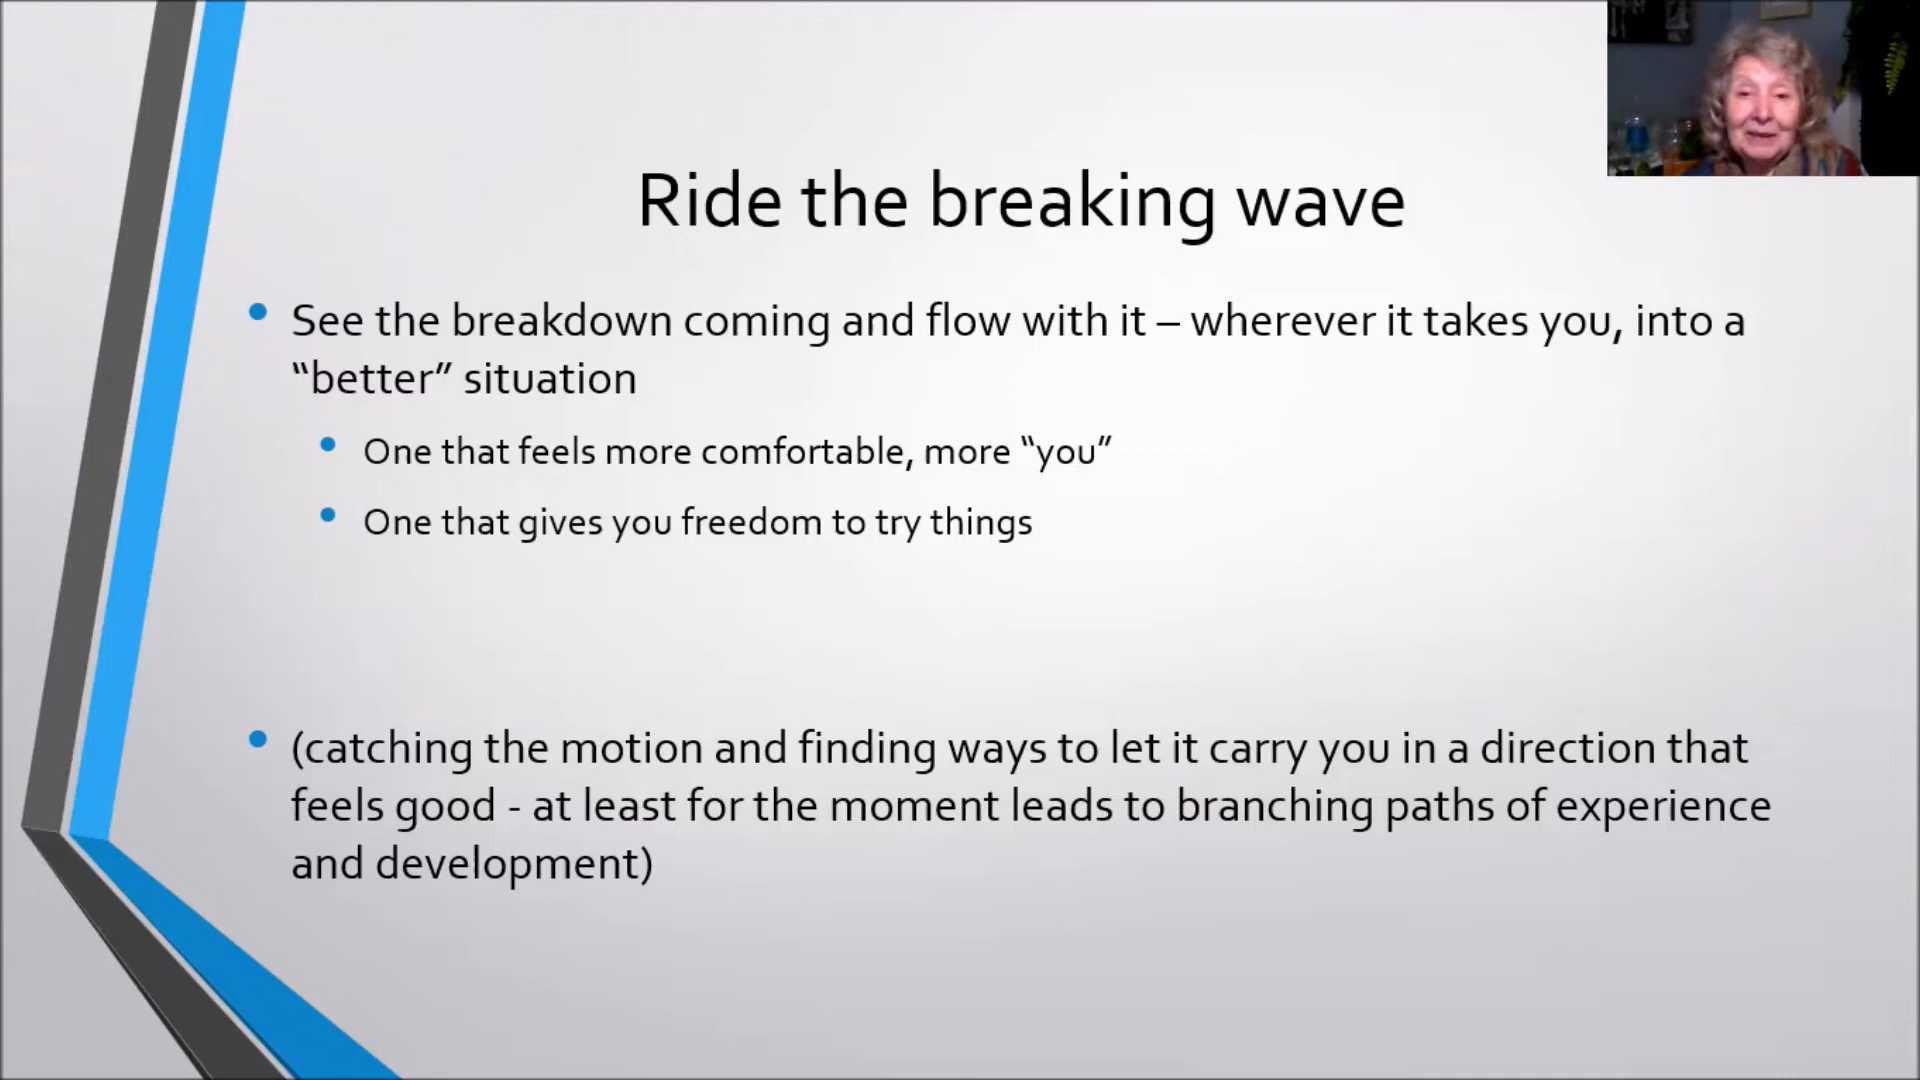 Ride the breaking wave
• See the breakdown coming and flow with it – wherever it takes you, into a
“better” situation
• One that feels more comfortable, more “you”
• One that gives you freedom to try things
• (catching the motion and finding ways to let it carry you in a direction that
feels good - at least for the moment leads to branching paths of experience
and development)